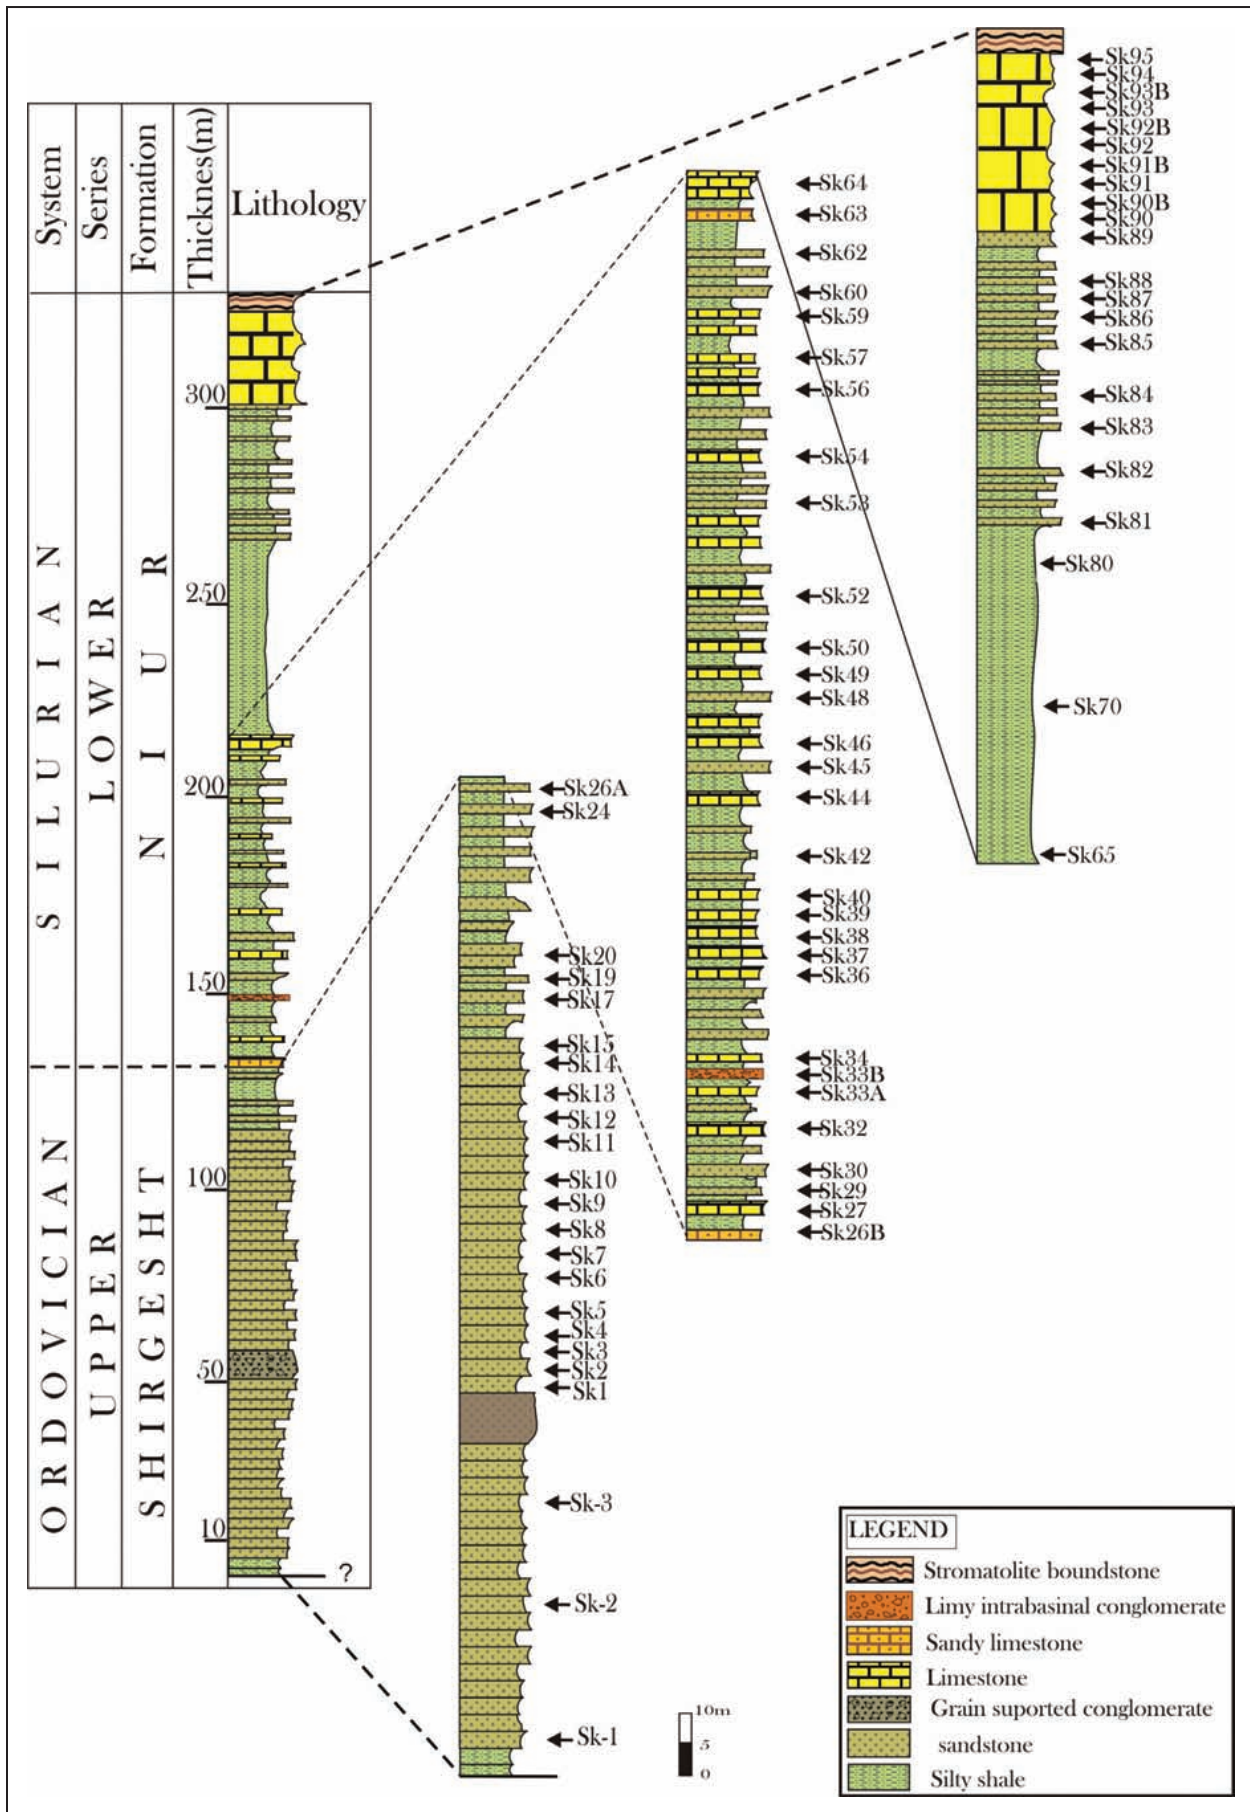 System
Series
Formation
Thicknes(m)
Lithology
SILURIAN
LOWER
NIUR
ORDOVICIAN
UPPER
SHIRGESHT
300
250
200
150
100
50
10
?
Sk26A
Sk24
Sk20
Sk19
Sk17
Sk15
Sk14
Sk13
Sk12
Sk11
Sk10
Sk9
Sk8
Sk7
Sk6
Sk5
Sk4
Sk3
Sk2
Sk1
Sk-3
Sk-2
Sk-1
Sk64
Sk63
Sk62
Sk60
Sk59
Sk57
Sk56
Sk54
Sk53
Sk52
Sk50
Sk49
Sk48
Sk46
Sk45
Sk44
Sk42
Sk40
Sk39
Sk38
Sk37
Sk36
Sk34
Sk33B
Sk33A
Sk32
Sk30
Sk29
Sk27
Sk26B
Sk95
Sk94
Sk93B
Sk93
Sk92B
Sk92
Sk91B
Sk91
Sk90B
Sk90
Sk89
Sk88
Sk87
Sk86
Sk85
Sk84
Sk83
Sk82
Sk81
Sk80
Sk70
Sk65
10m
5
0
LEGEND
Stromatolite boundstone
Limy intrabasinal conglomerate
Sandy limestone
Limestone
Grain suported conglomerate
sandstone
Silty shale